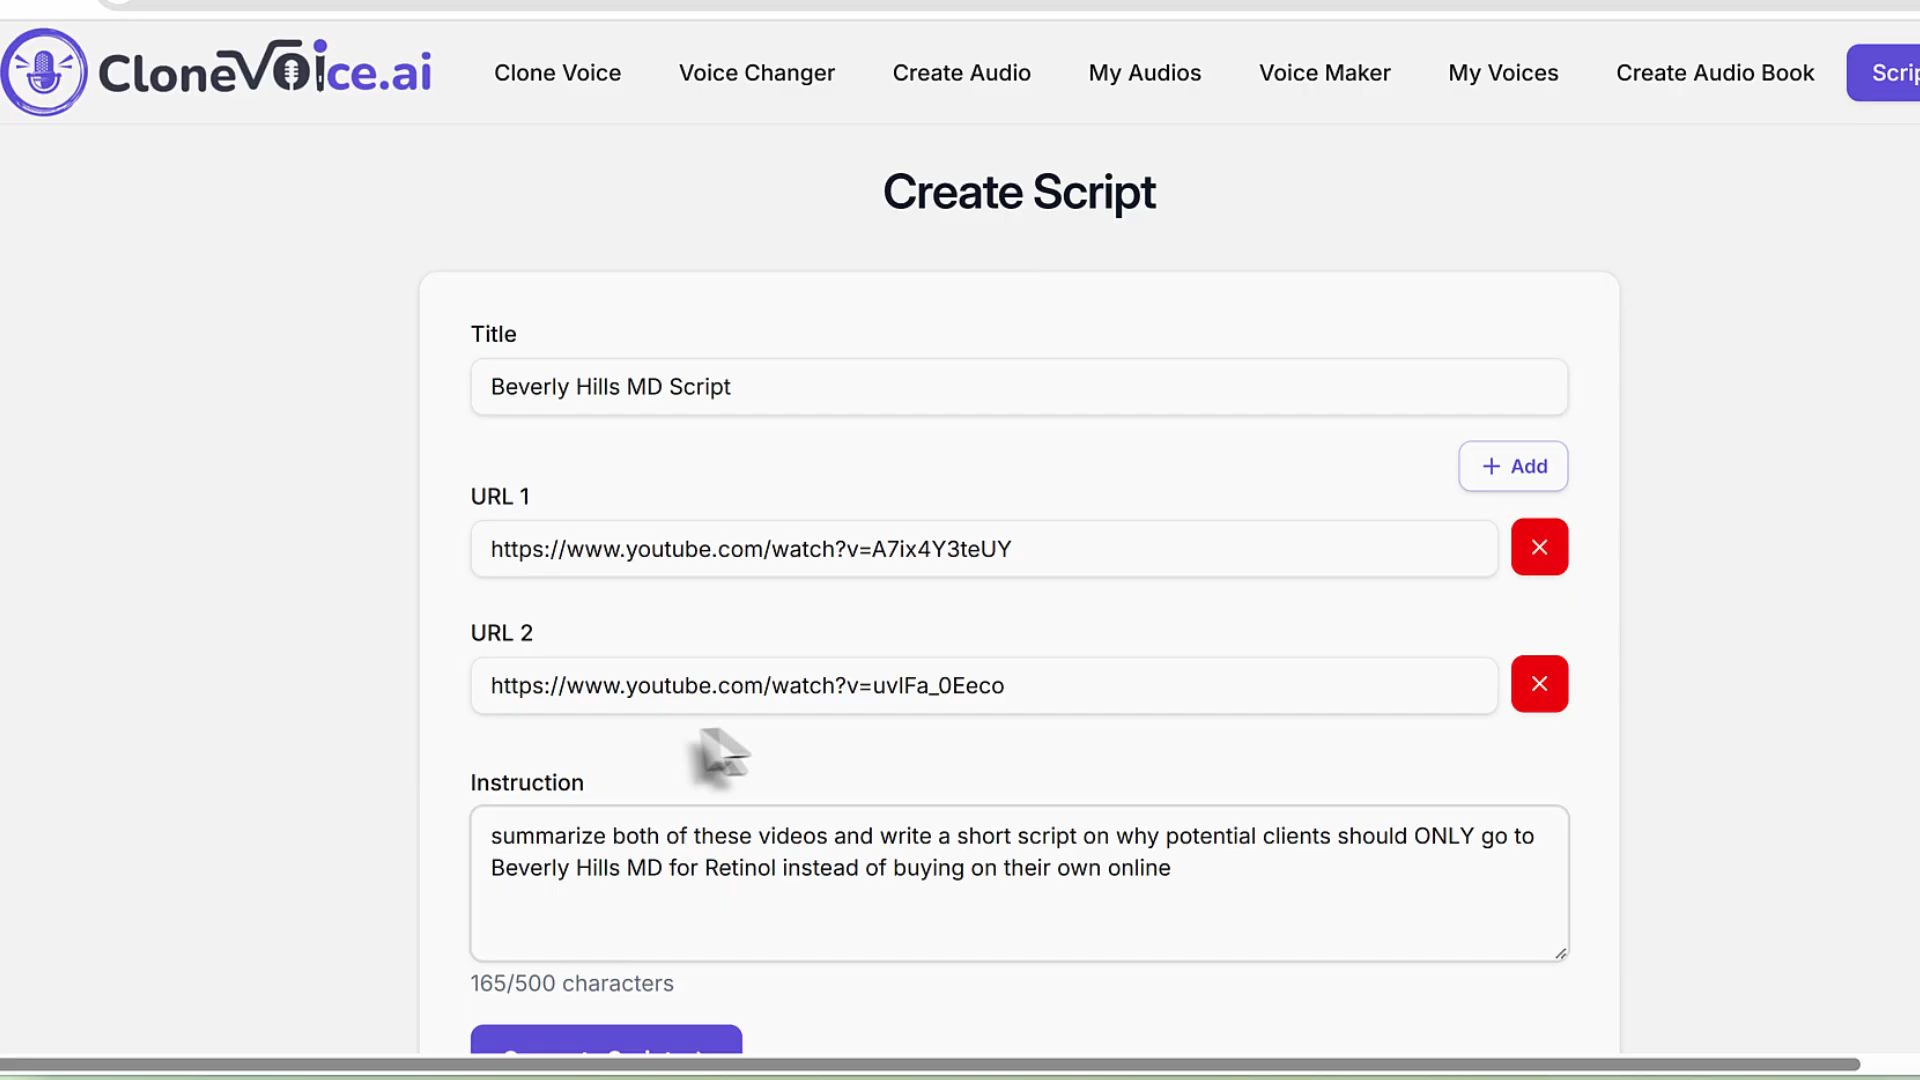 CloneVoice.ai
Clone Voice
Voice Changer
Create Audio
My Audios
Voice Maker
My Voices
Create Audio Book
Create Script
Title
Beverly Hills MD Script
+ Add
URL 1
https://www.youtube.com/watch?v=A7ix4Y3teUY
URL 2
https://www.youtube.com/watch?v=uvlFa_0Eeco
Instruction
summarize both of these videos and write a short script on why potential clients should ONLY go to
Beverly Hills MD for Retinol instead of buying on their own online
165/500 characters